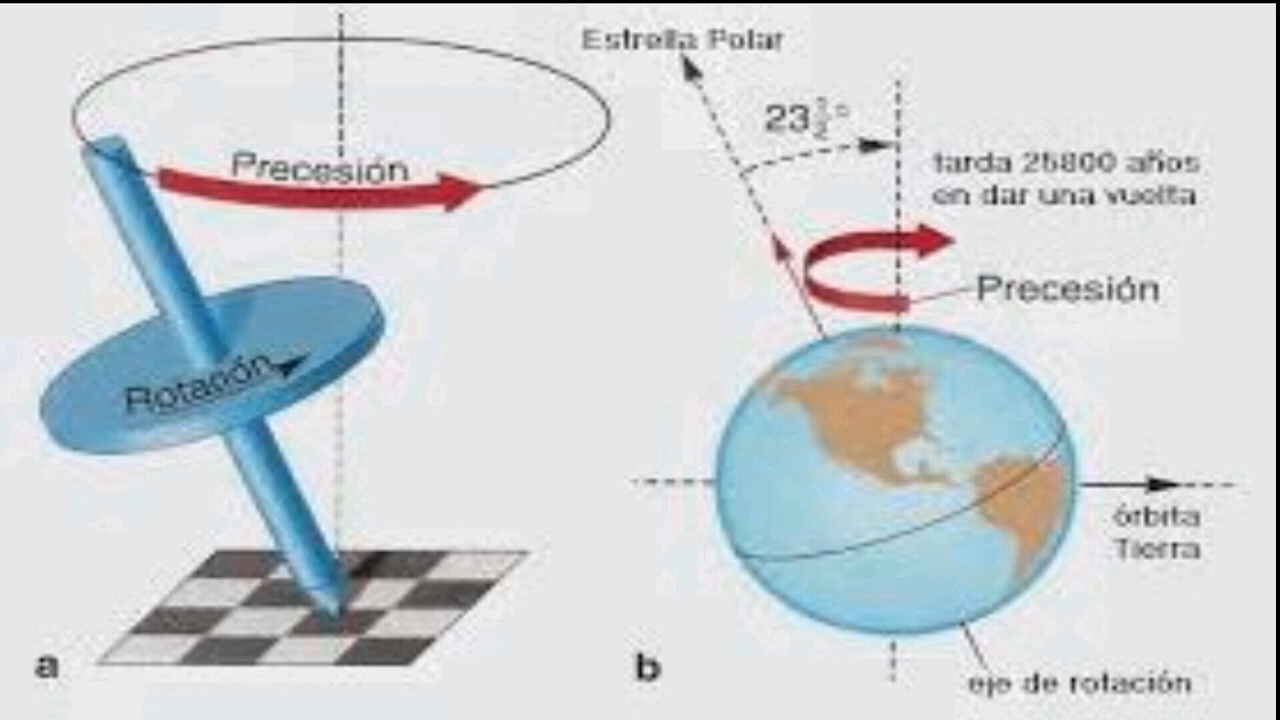 Precesión
Rotación
a
Estrella Polar
23½°
tarda 25800 años
en dar una vuelta
Precesión
órbita
Tierra
b
eje de rotación